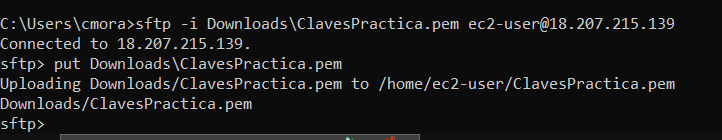 C:\Users\cmora>sftp -i Downloads\ClavesPractica.pem ec2-user@18.207.215.139
Connected to 18.207.215.139.
sftp> put Downloads\ClavesPractica.pem
Uploading Downloads/ClavesPractica.pem to /home/ec2-user/ClavesPractica.pem
Downloads/ClavesPractica.pem
sftp>